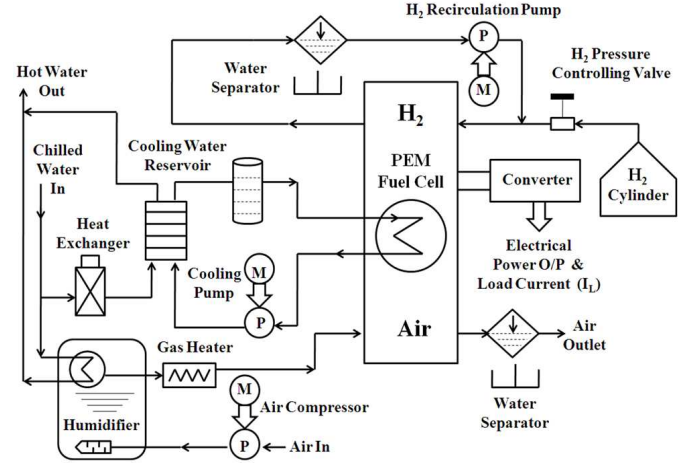 H2 Recirculation Pump
P
M
Water
Separator
H2 Pressure
Controlling Valve
Hot Water
Out
Chilled
Water
In
Cooling Water
Reservoir
H2
PEM
Fuel Cell
Converter
H2
Cylinder
Heat
Exchanger
Cooling
Pump
M
P
Electrical
Power O/P &
Load Current (IL)
Air
Air
Outlet
Water
Separator
Gas Heater
M
Air Compressor
Humidifier
P
Air In